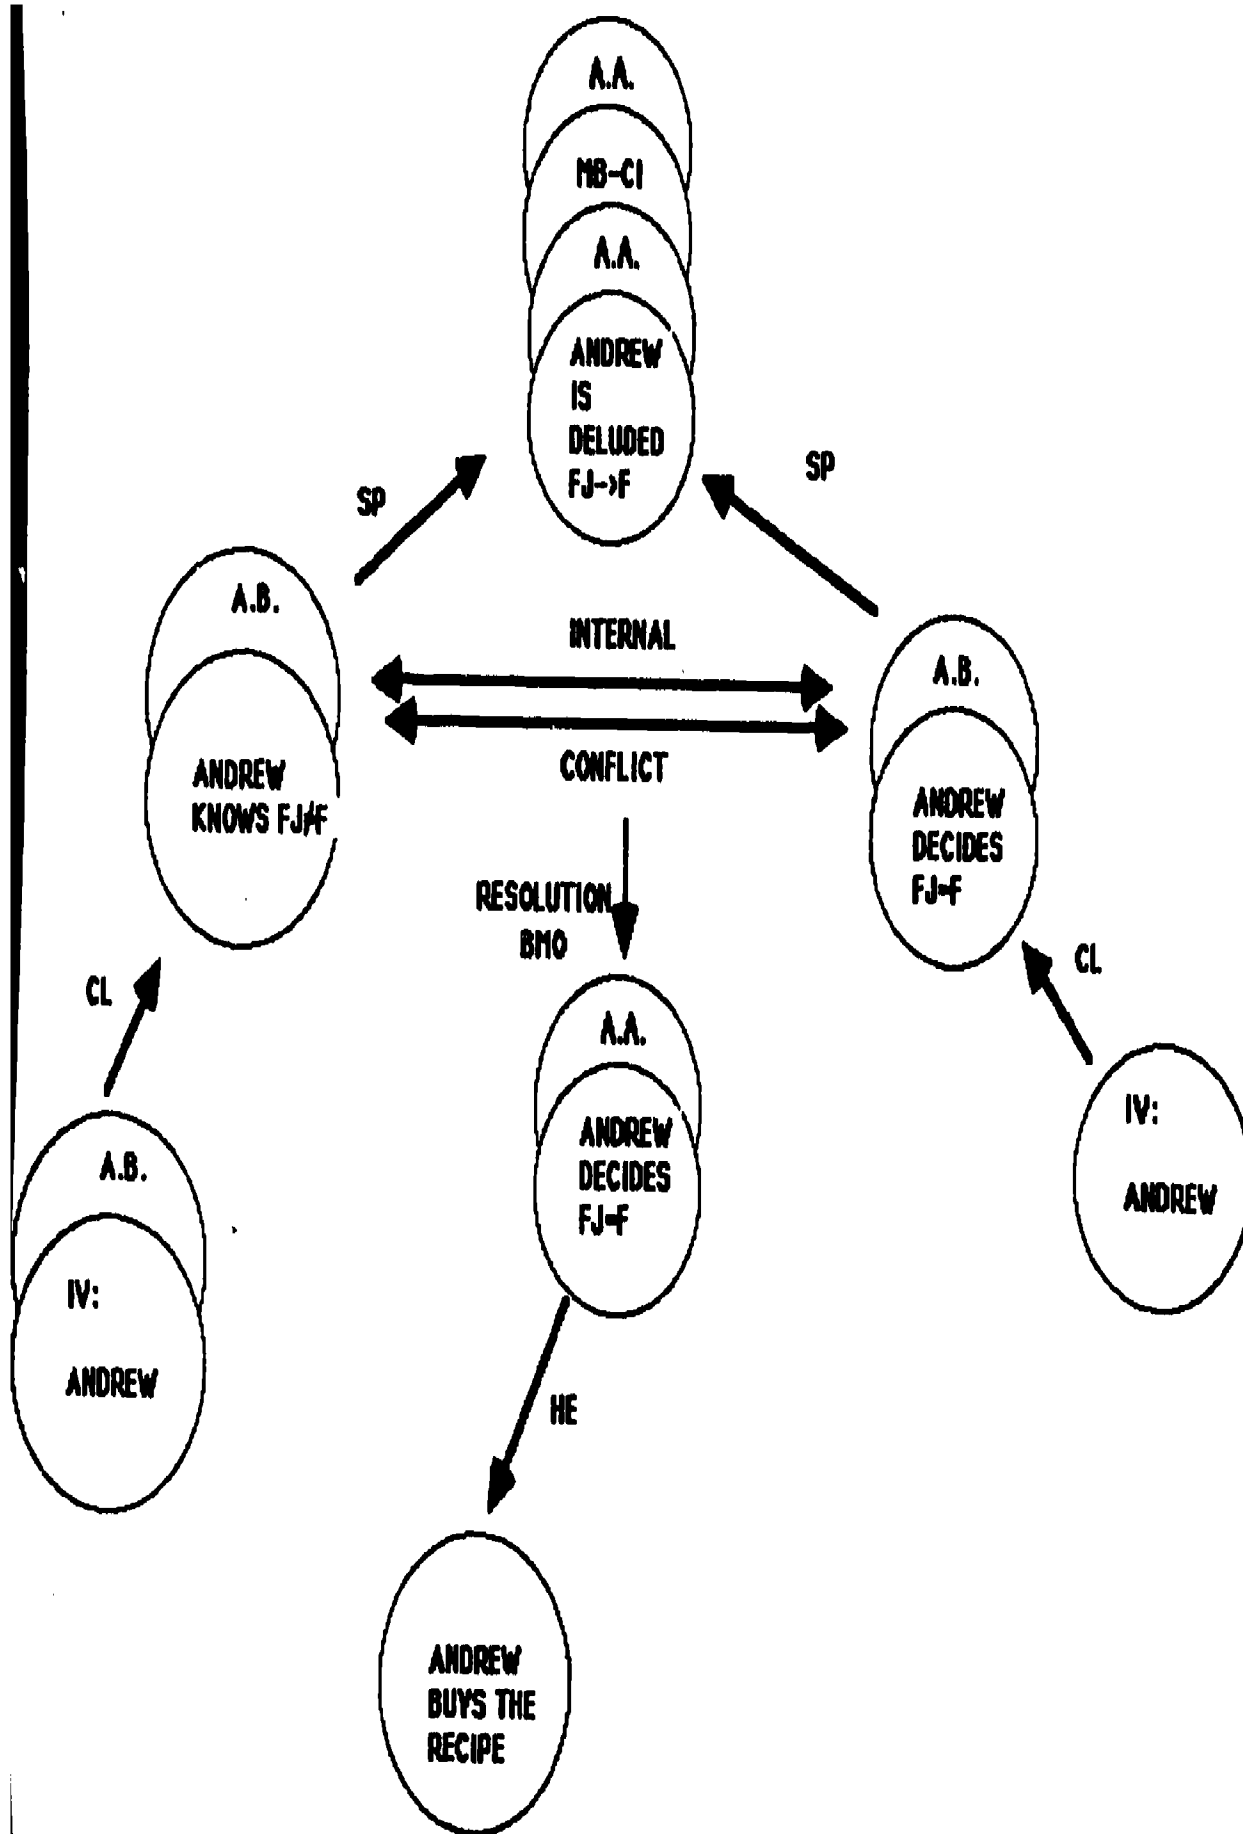 A.A.
MB-CI
A.A.
ANDREW
IS
DELUDED
FJ->F
SP
SP
A.B.
INTERNAL
A.B.
CONFLICT
ANDREW
KNOWS FJ≠F
ANDREW
DECIDES
FJ=F
RESOLUTION
BMO
CL
CL
A.A.
ANDREW
DECIDES
FJ=F
IV:
ANDREW
A.B.
IV:
ANDREW
HE
ANDREW
BUYS THE
RECIPE